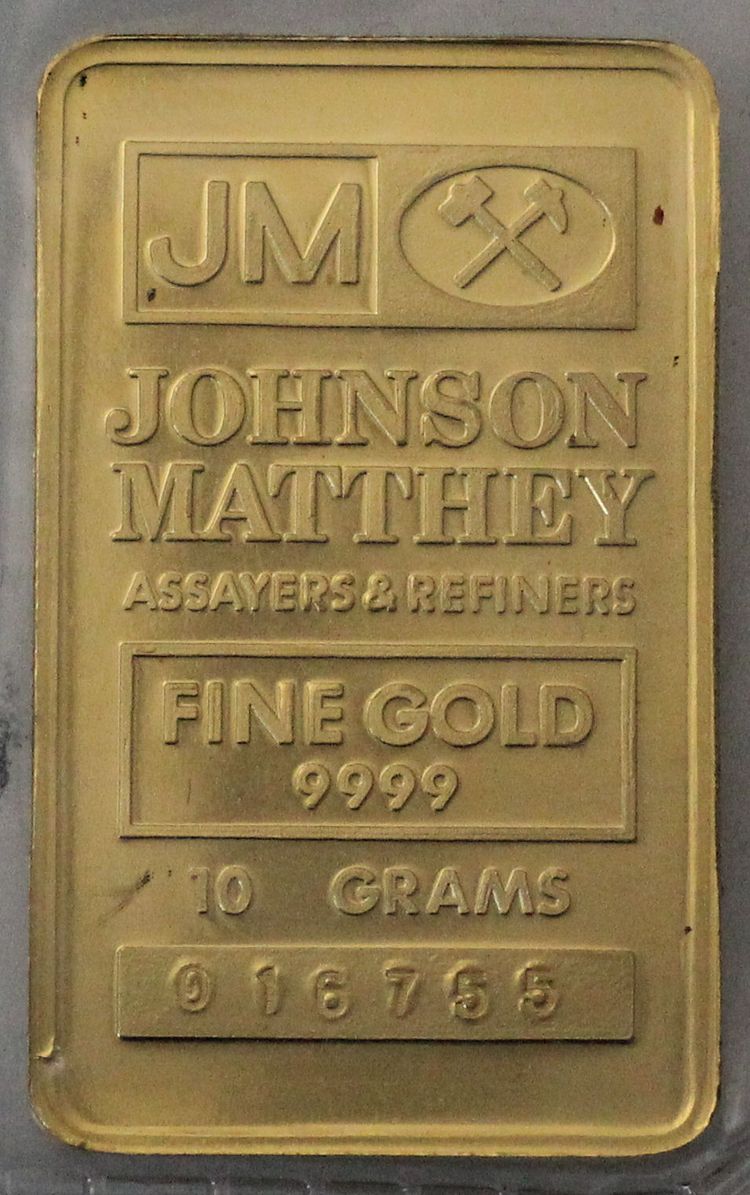 JM
JOHNSON
MATTHEY
ASSAYERS & REFINERS
FINE GOLD
9999
10 GRAMS
016755